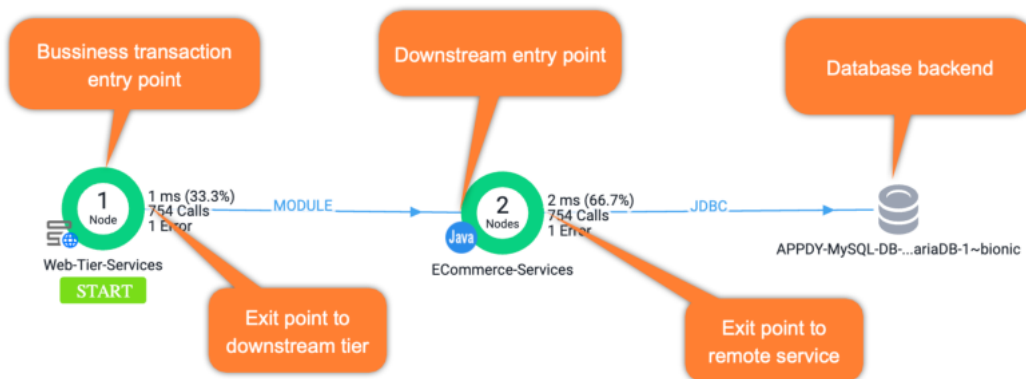 Bussiness transaction
entry point
Downstream entry point
Database backend
1
Node
1 ms (33.3%)
754 Calls
1 Error
MODULE
2
Nodes
Java
2 ms (66.7%)
754 Calls
1 Error
JDBC
Web-Tier-Services
START
ECommerce-Services
APPDY-MySQL-DB-...ariaDB-1~bionic
Exit point to
downstream tier
Exit point to
remote service